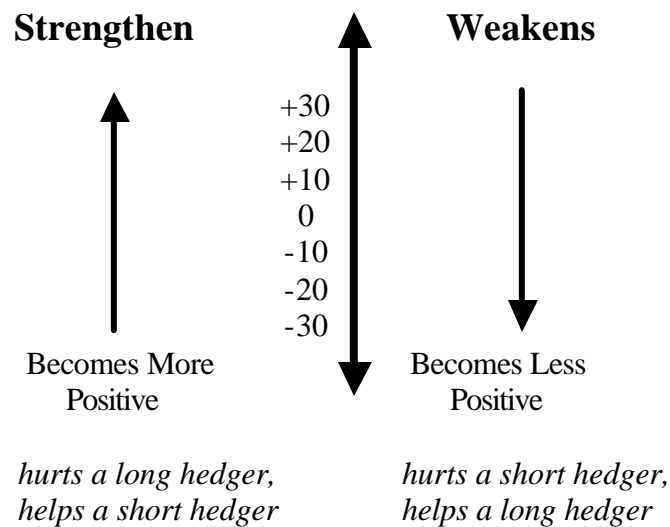 Strengthen
Weakens
+30
+20
+10
0
-10
-20
-30
Becomes More
Positive
Becomes Less
Positive
hurts a long hedger,
helps a short hedger
hurts a short hedger,
helps a long hedger